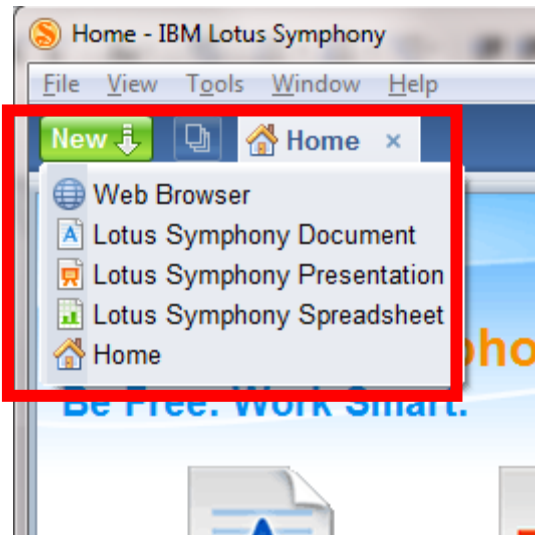 Home - IBM Lotus Symphony
File View Tools Window Help
New Home ×
Web Browser
Lotus Symphony Document
Lotus Symphony Presentation
Lotus Symphony Spreadsheet
Home
pho
Be Free. Work Smart.